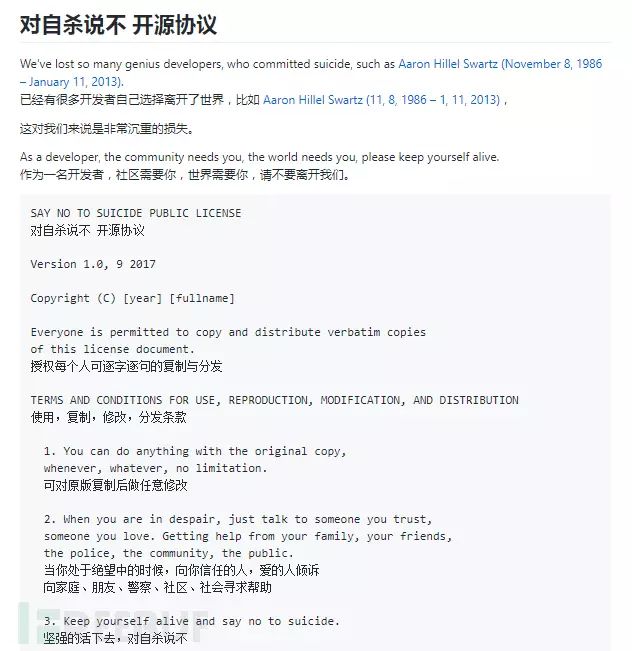 对自杀说不 开源协议
We've lost so many genius developers, who committed suicide, such as Aaron Hillel Swartz (November 8, 1986
– January 11, 2013).
已经有很多开发者自己选择离开了世界，比如 Aaron Hillel Swartz (11, 8, 1986 – 1, 11, 2013)，
这对我们来说是非常沉重的损失。
As a developer, the community needs you, the world needs you, please keep yourself alive.
作为一名开发者，社区需要你，世界需要你，请不要离开我们。
SAY NO TO SUICIDE PUBLIC LICENSE
对自杀说不 开源协议
Version 1.0, 9 2017
Copyright (C) [year] [fullname]
Everyone is permitted to copy and distribute verbatim copies
of this license document.
授权每个人可逐字逐句的复制与分发
TERMS AND CONDITIONS FOR USE, REPRODUCTION, MODIFICATION, AND DISTRIBUTION
使用，复制，修改，分发条款
1. You can do anything with the original copy,
whenever, whatever, no limitation.
可对原版复制后做任意修改
2. When you are in despair, just talk to someone you trust,
someone you love. Getting help from your family, your friends,
the police, the community, the public.
当你处于绝望中的时候，向你信任的人，爱的人倾诉
向家庭、朋友、警察、社区、社会寻求帮助
3. Keep yourself alive and say no to suicide.
坚强的活下去，对自杀说不